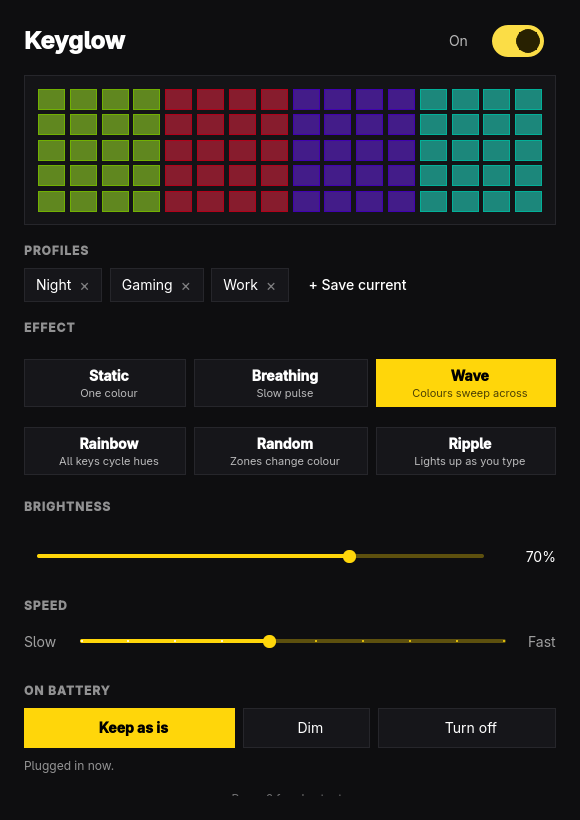 Keyglow
On
PROFILES
Night × Gaming × Work × + Save current
EFFECT
Static Breathing Wave
One colour Slow pulse Colours sweep across
Rainbow Random Ripple
All keys cycle hues Zones change colour Lights up as you type
BRIGHTNESS
70%
SPEED
Slow Fast
ON BATTERY
Keep as is Dim Turn off
Plugged in now.